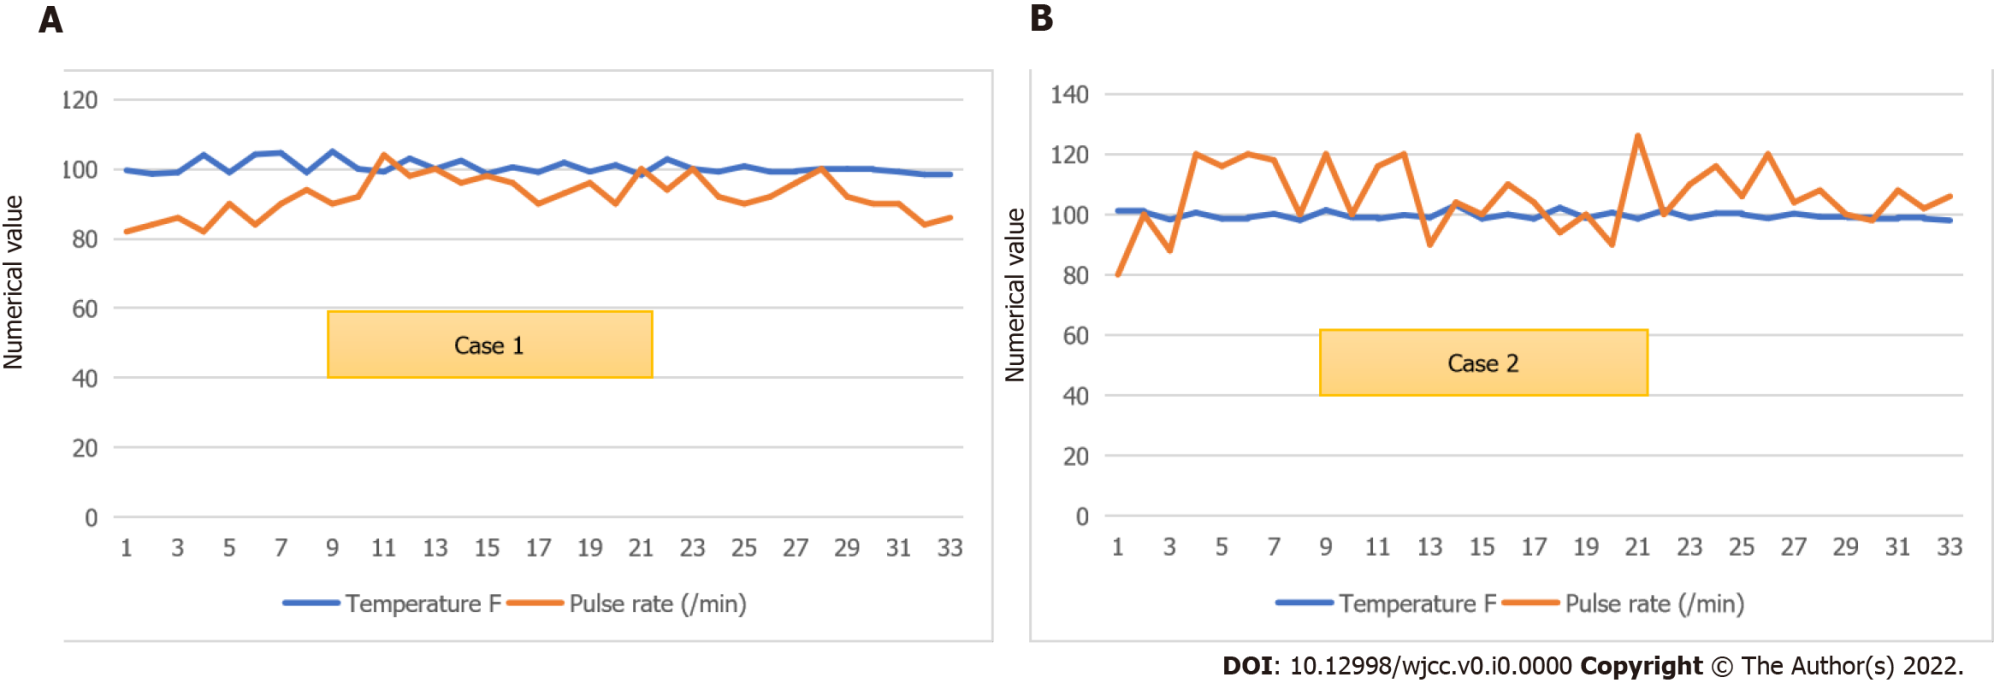 A
B
Numerical value
120
100
80
60
40
20
0
Case 1
1 3 5 7 9 11 13 15 17 19 21 23 25 27 29 31 33
Temperature F Pulse rate (/min)
Numerical value
140
120
100
80
60
40
20
0
Case 2
1 3 5 7 9 11 13 15 17 19 21 23 25 27 29 31 33
Temperature F Pulse rate (/min)
DOI: 10.12998/wjcc.v0.i0.0000 Copyright © The Author(s) 2022.